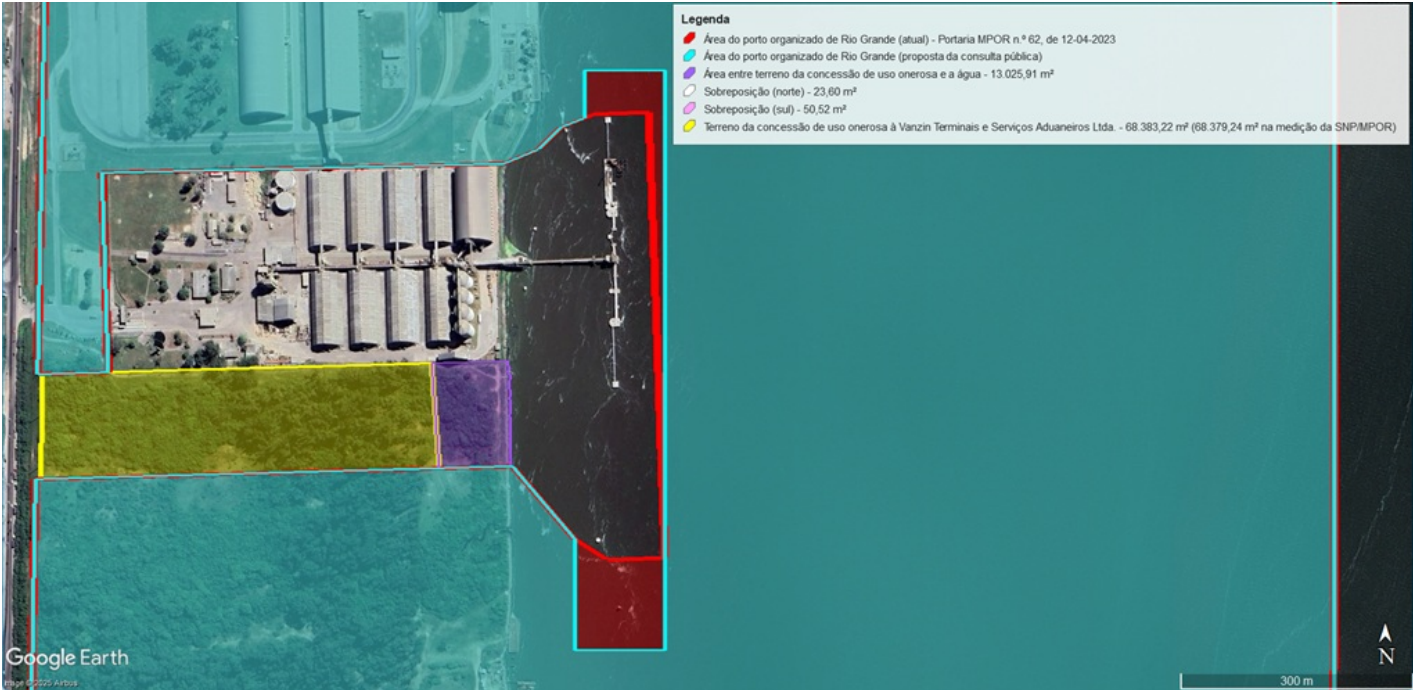 Legenda
Área do porto organizado de Rio Grande (atual) - Portaria MPOR n.º 62, de 12-04-2023
Área do porto organizado de Rio Grande (proposta da consulta pública)
Área entre terreno da concessão de uso onerosa e a água - 13.025,91 m²
Sobreposição (norte) - 23,60 m²
Sobreposição (sul) - 50,52 m²
Terreno da concessão de uso onerosa à Vanzin Terminais e Serviços Aduaneiros Ltda. - 68.383,22 m² (68.379,24 m² na medição da SNP/MPOR)
Google Earth
Image © 2025 Airbus
N
300 m